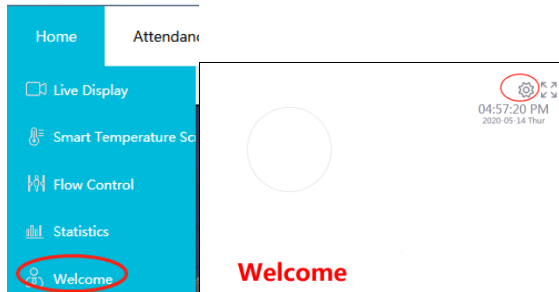 Home
Attendanc
Live Display
Smart Temperature Sc
Flow Control
Statistics
Welcome
04:57:20 PM
2020-05-14 Thur
Welcome